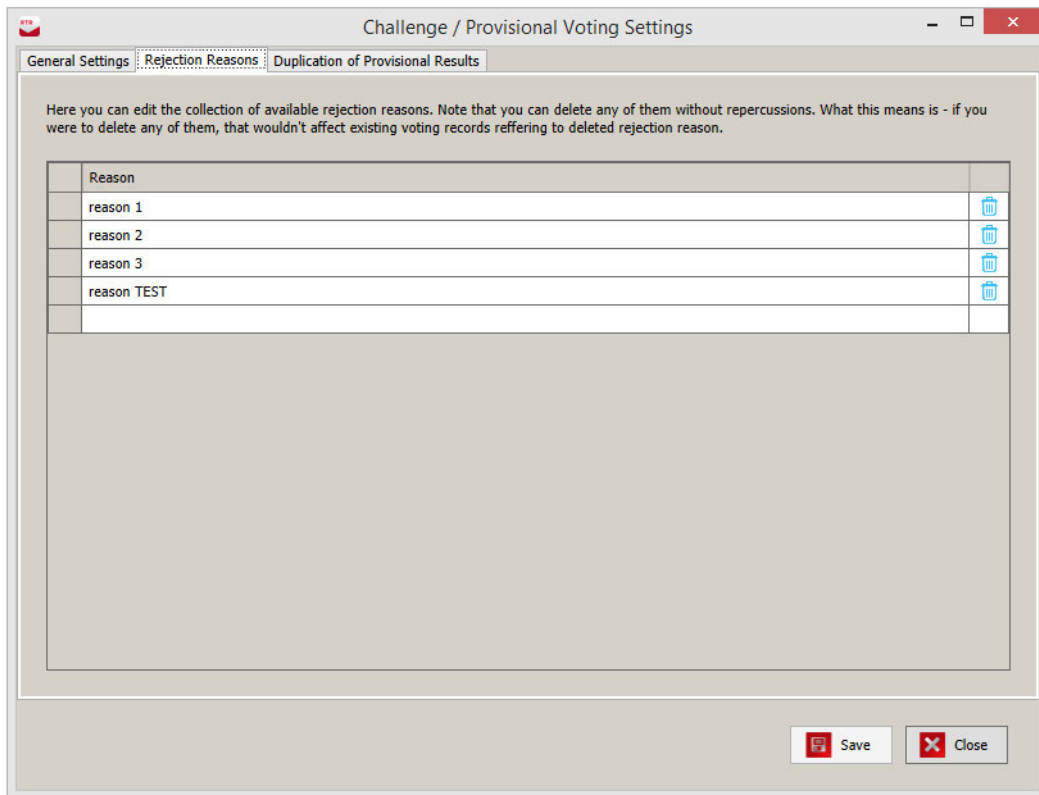 RTR
Challenge / Provisional Voting Settings
General Settings Rejection Reasons Duplication of Provisional Results
Here you can edit the collection of available rejection reasons. Note that you can delete any of them without repercussions. What this means is - if you
were to delete any of them, that wouldn't affect existing voting records reffering to deleted rejection reason.
Reason
reason 1
reason 2
reason 3
reason TEST
Save Close